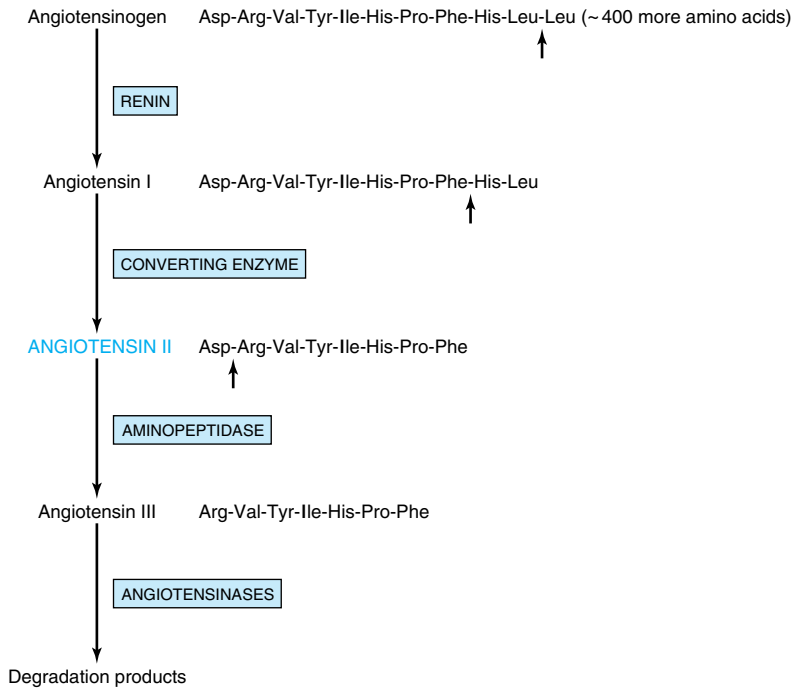 Angiotensinogen Asp-Arg-Val-Tyr-Ile-His-Pro-Phe-His-Leu-Leu (~400 more amino acids)
RENIN
Angiotensin I Asp-Arg-Val-Tyr-Ile-His-Pro-Phe-His-Leu
CONVERTING ENZYME
ANGIOTENSIN II Asp-Arg-Val-Tyr-Ile-His-Pro-Phe
AMINOPEPTIDASE
Angiotensin III Arg-Val-Tyr-Ile-His-Pro-Phe
ANGIOTENSINASES
Degradation products